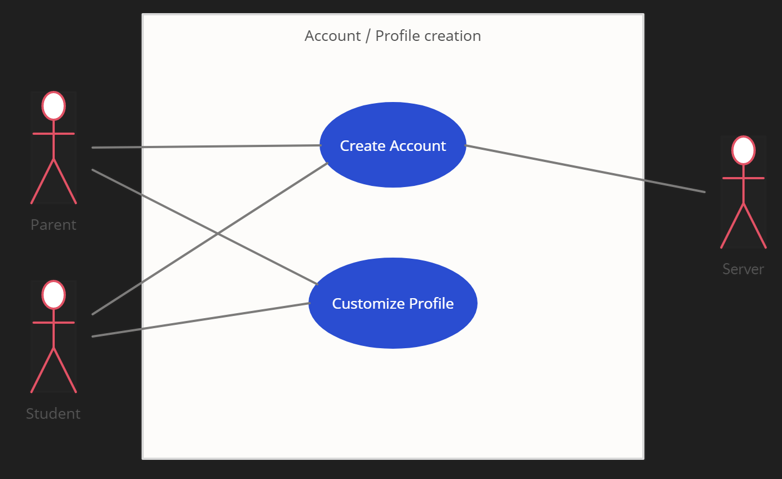 Account / Profile creation
Create Account
Parent
Server
Customize Profile
Student